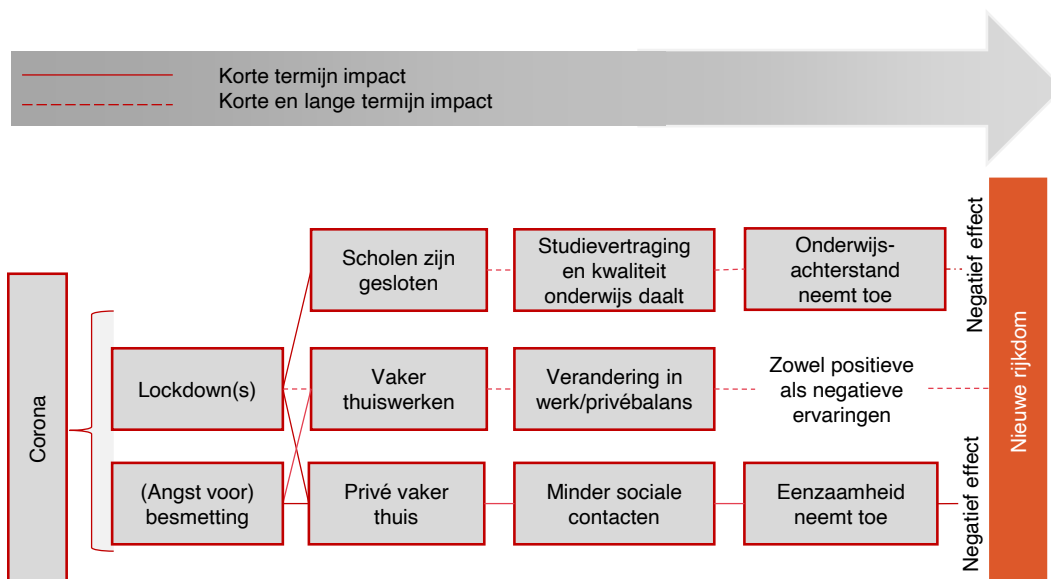 Korte termijn impact
Korte en lange termijn impact
Corona
Lockdown(s)
(Angst voor)
besmetting
Scholen zijn
gesloten
Studievertraging
en kwaliteit
onderwijs daalt
Onderwijs-
achterstand
neemt toe
Negatief effect
Vaker
thuiswerken
Verandering in
werk/privébalans
Zowel positieve
als negatieve
ervaringen
Privé vaker
thuis
Minder sociale
contacten
Eenzaamheid
neemt toe
Negatief effect
Nieuwe rijkdom